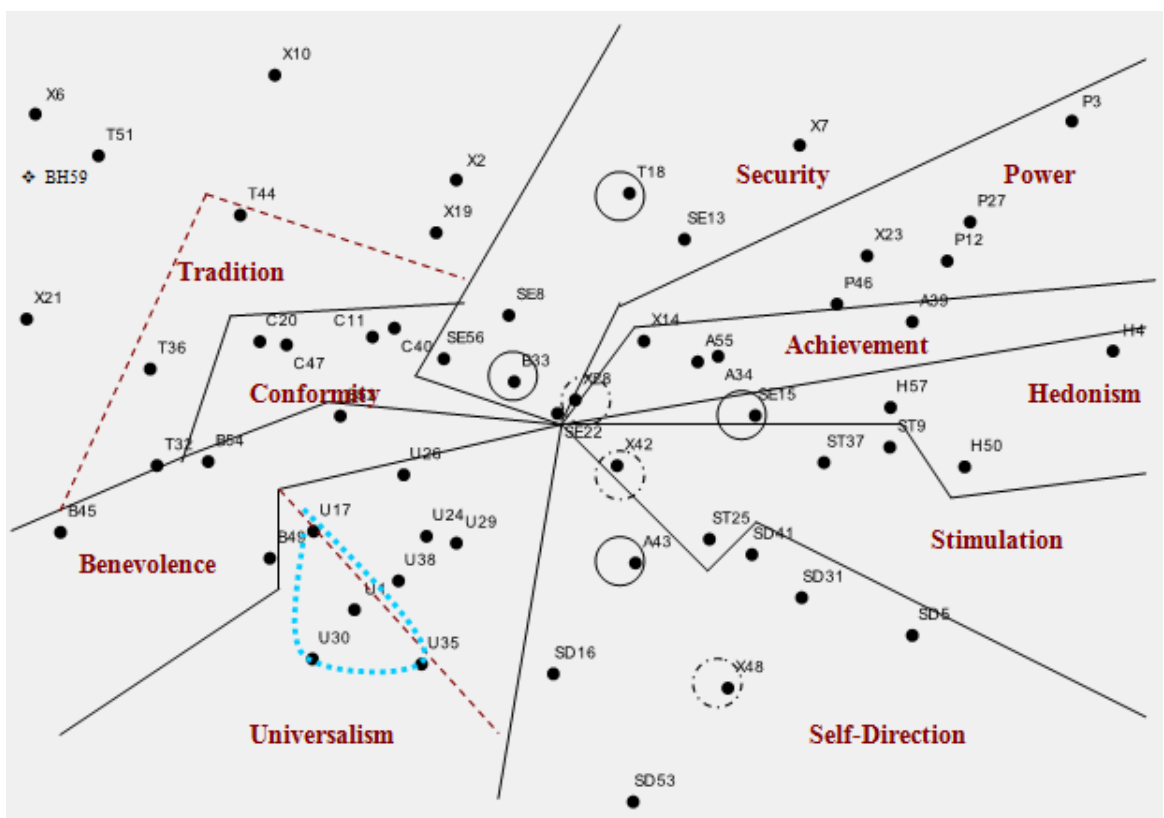 X10
X6
P3
T51
X7
X2
T18
Security
Power
BH59
T44
P27
X19
SE13
X23
P12
Tradition
P46
A39
SE8
X21
X14
C20
C11
SE56
A55
Achievement
H4
C40
C47
T36
B33
A34
Conformity
X28
SE15
H57
Hedonism
SE22
ST9
T32
B54
U26
X42
ST37
H50
B45
U17
B49
U24
U29
ST25
SD41
Stimulation
A43
Benevolence
U38
SD31
U1
SD5
U30
U35
SD16
X48
Universalism
Self-Direction
SD53